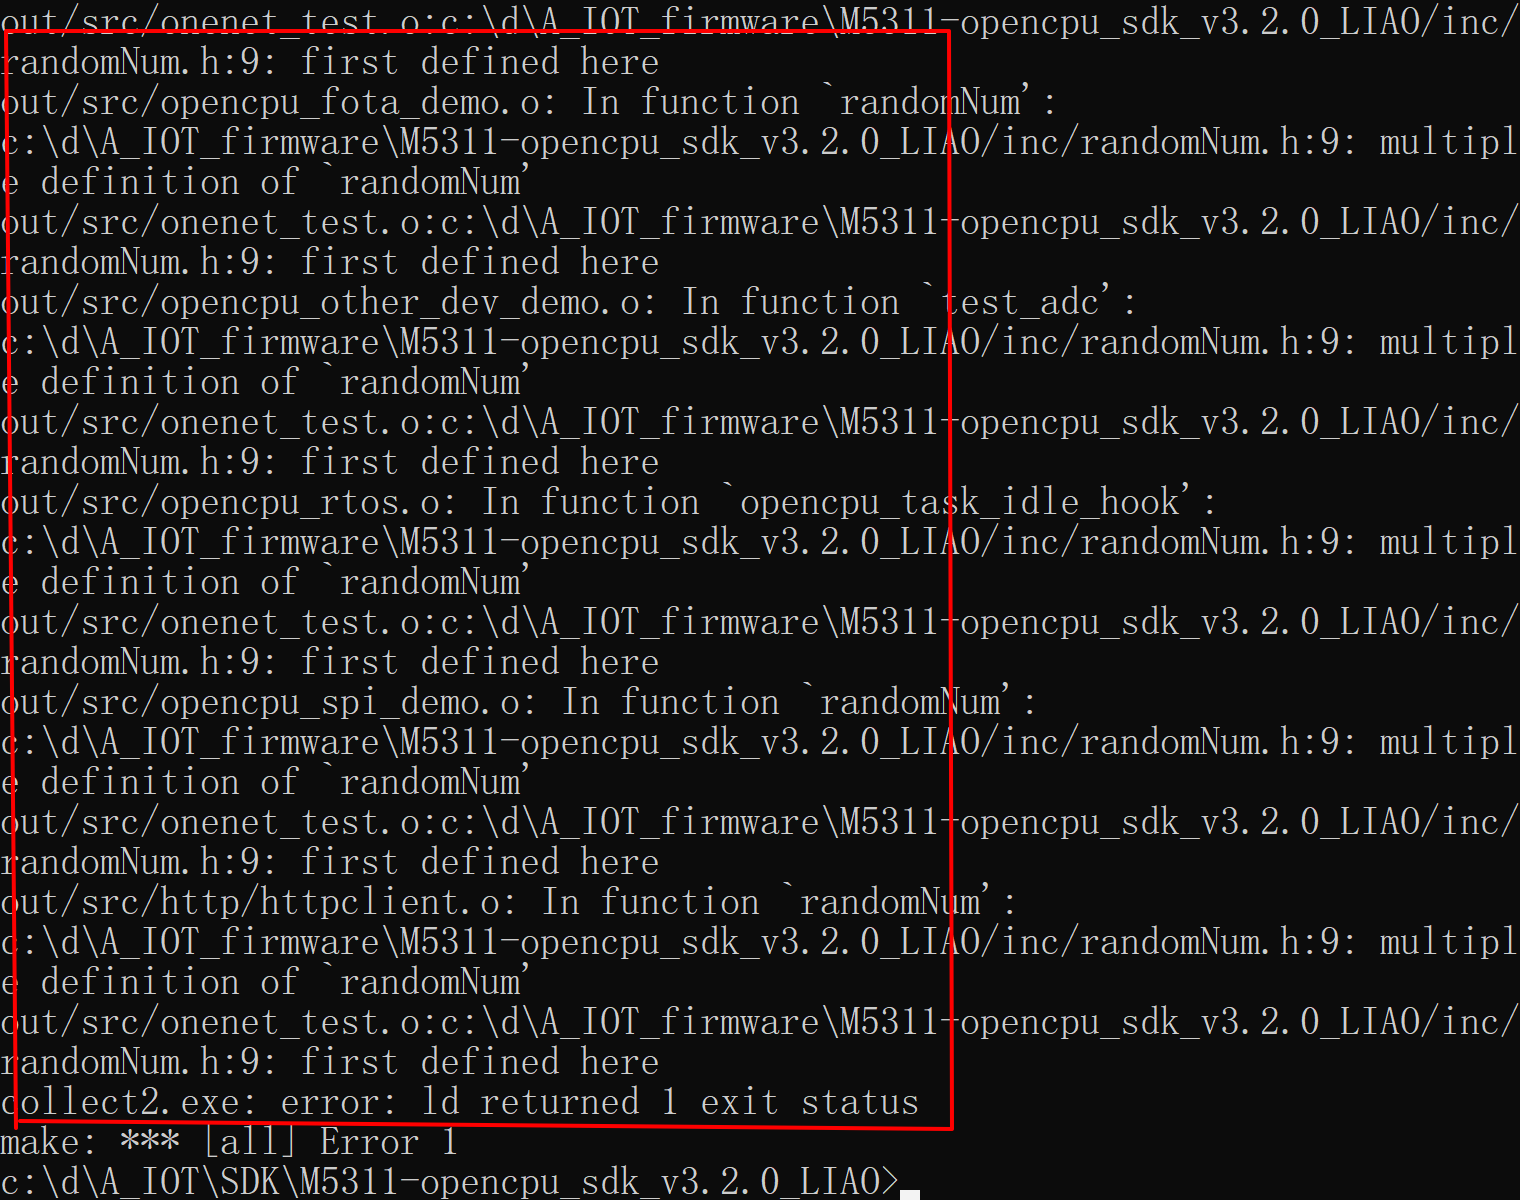 out/src/onenet_test.o:c:\d\A_IOT_firmware\M5311-opencpu_sdk_v3.2.0_LIAO/inc/
randomNum.h:9: first defined here
out/src/opencpu_fota_demo.o: In function `randomNum':
c:\d\A_IOT_firmware\M5311-opencpu_sdk_v3.2.0_LIAO/inc/randomNum.h:9: multipl
e definition of `randomNum'
out/src/onenet_test.o:c:\d\A_IOT_firmware\M5311-opencpu_sdk_v3.2.0_LIAO/inc/
randomNum.h:9: first defined here
out/src/opencpu_other_dev_demo.o: In function `test_adc':
c:\d\A_IOT_firmware\M5311-opencpu_sdk_v3.2.0_LIAO/inc/randomNum.h:9: multipl
e definition of `randomNum'
out/src/onenet_test.o:c:\d\A_IOT_firmware\M5311-opencpu_sdk_v3.2.0_LIAO/inc/
randomNum.h:9: first defined here
out/src/opencpu_rtos.o: In function `opencpu_task_idle_hook':
c:\d\A_IOT_firmware\M5311-opencpu_sdk_v3.2.0_LIAO/inc/randomNum.h:9: multipl
e definition of `randomNum'
out/src/onenet_test.o:c:\d\A_IOT_firmware\M5311-opencpu_sdk_v3.2.0_LIAO/inc/
randomNum.h:9: first defined here
out/src/opencpu_spi_demo.o: In function `randomNum':
c:\d\A_IOT_firmware\M5311-opencpu_sdk_v3.2.0_LIAO/inc/randomNum.h:9: multipl
e definition of `randomNum'
out/src/onenet_test.o:c:\d\A_IOT_firmware\M5311-opencpu_sdk_v3.2.0_LIAO/inc/
randomNum.h:9: first defined here
out/src/http/httpclient.o: In function `randomNum':
c:\d\A_IOT_firmware\M5311-opencpu_sdk_v3.2.0_LIAO/inc/randomNum.h:9: multipl
e definition of `randomNum'
out/src/onenet_test.o:c:\d\A_IOT_firmware\M5311-opencpu_sdk_v3.2.0_LIAO/inc/
randomNum.h:9: first defined here
collect2.exe: error: ld returned 1 exit status
make: *** [all] Error 1
c:\d\A_IOT\SDK\M5311-opencpu_sdk_v3.2.0_LIAO>